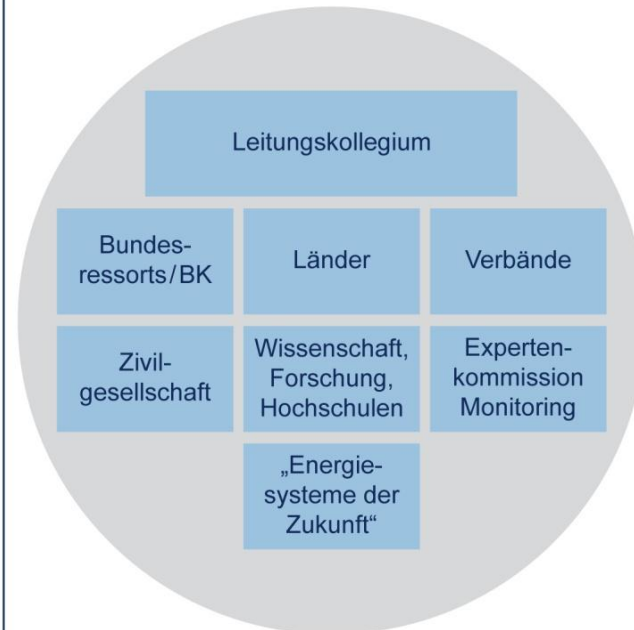 Leitungskollegium
Bundes-
ressorts/BK
Länder
Verbände
Zivil-
gesellschaft
Wissenschaft,
Forschung,
Hochschulen
Experten-
kommission
Monitoring
„Energie-
systeme der
Zukunft“